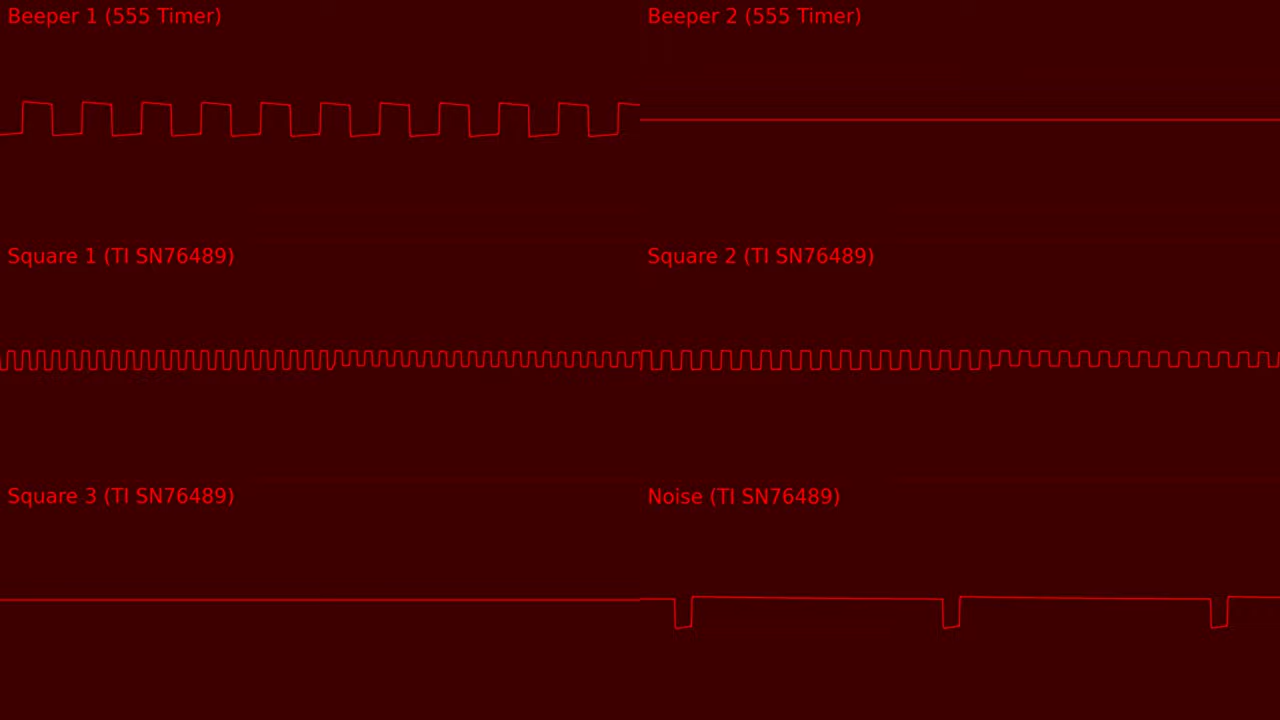 Beeper 1 (555 Timer)
Beeper 2 (555 Timer)
Square 1 (TI SN76489)
Square 2 (TI SN76489)
Square 3 (TI SN76489)
Noise (TI SN76489)